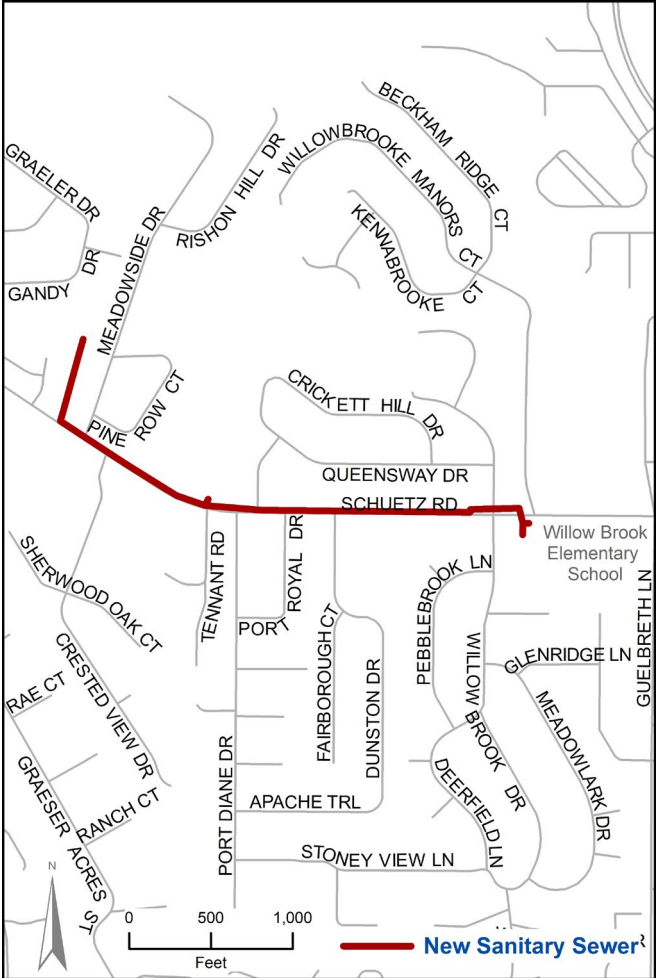 BECKHAM RIDGE CT
WILLOWBROOKE MANORS CT
GRAELER DR
RISHON HILL DR
MEADOWSIDE DR
KENNABROOKE CT
GANDY DR
CRICKETT HILL DR
PINE ROW CT
QUEENSWAY DR
SCHUETZ RD
Willow Brook
Elementary
School
TENNANT RD
PORT ROYAL DR
SHERWOOD OAK CT
PEBBLEBROOK LN
GUELBRETH LN
FAIRBOROUGH CT
DUNSTON DR
WILLOW BROOK DR
GLENRIDGE LN
CRESTED VIEW DR
RAE CT
MEADOWLARK DR
PORT DIANE DR
DEERFIELD LN
GRAESER ACRES ST
RANCH CT
APACHE TRL
STONEY VIEW LN
N
0 500 1,000
Feet
New Sanitary Sewer